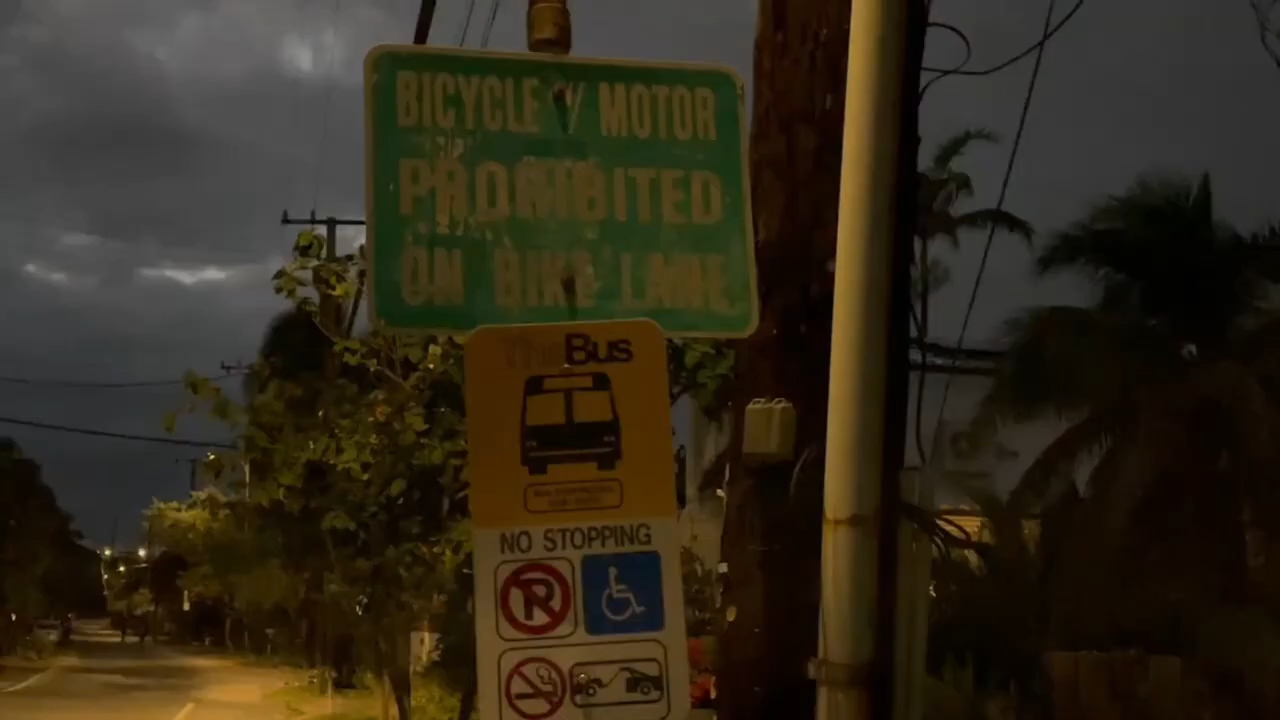 BICYCLE / MOTOR
PROHIBITED
ON BIKE LANE
TheBus
NO STOPPING